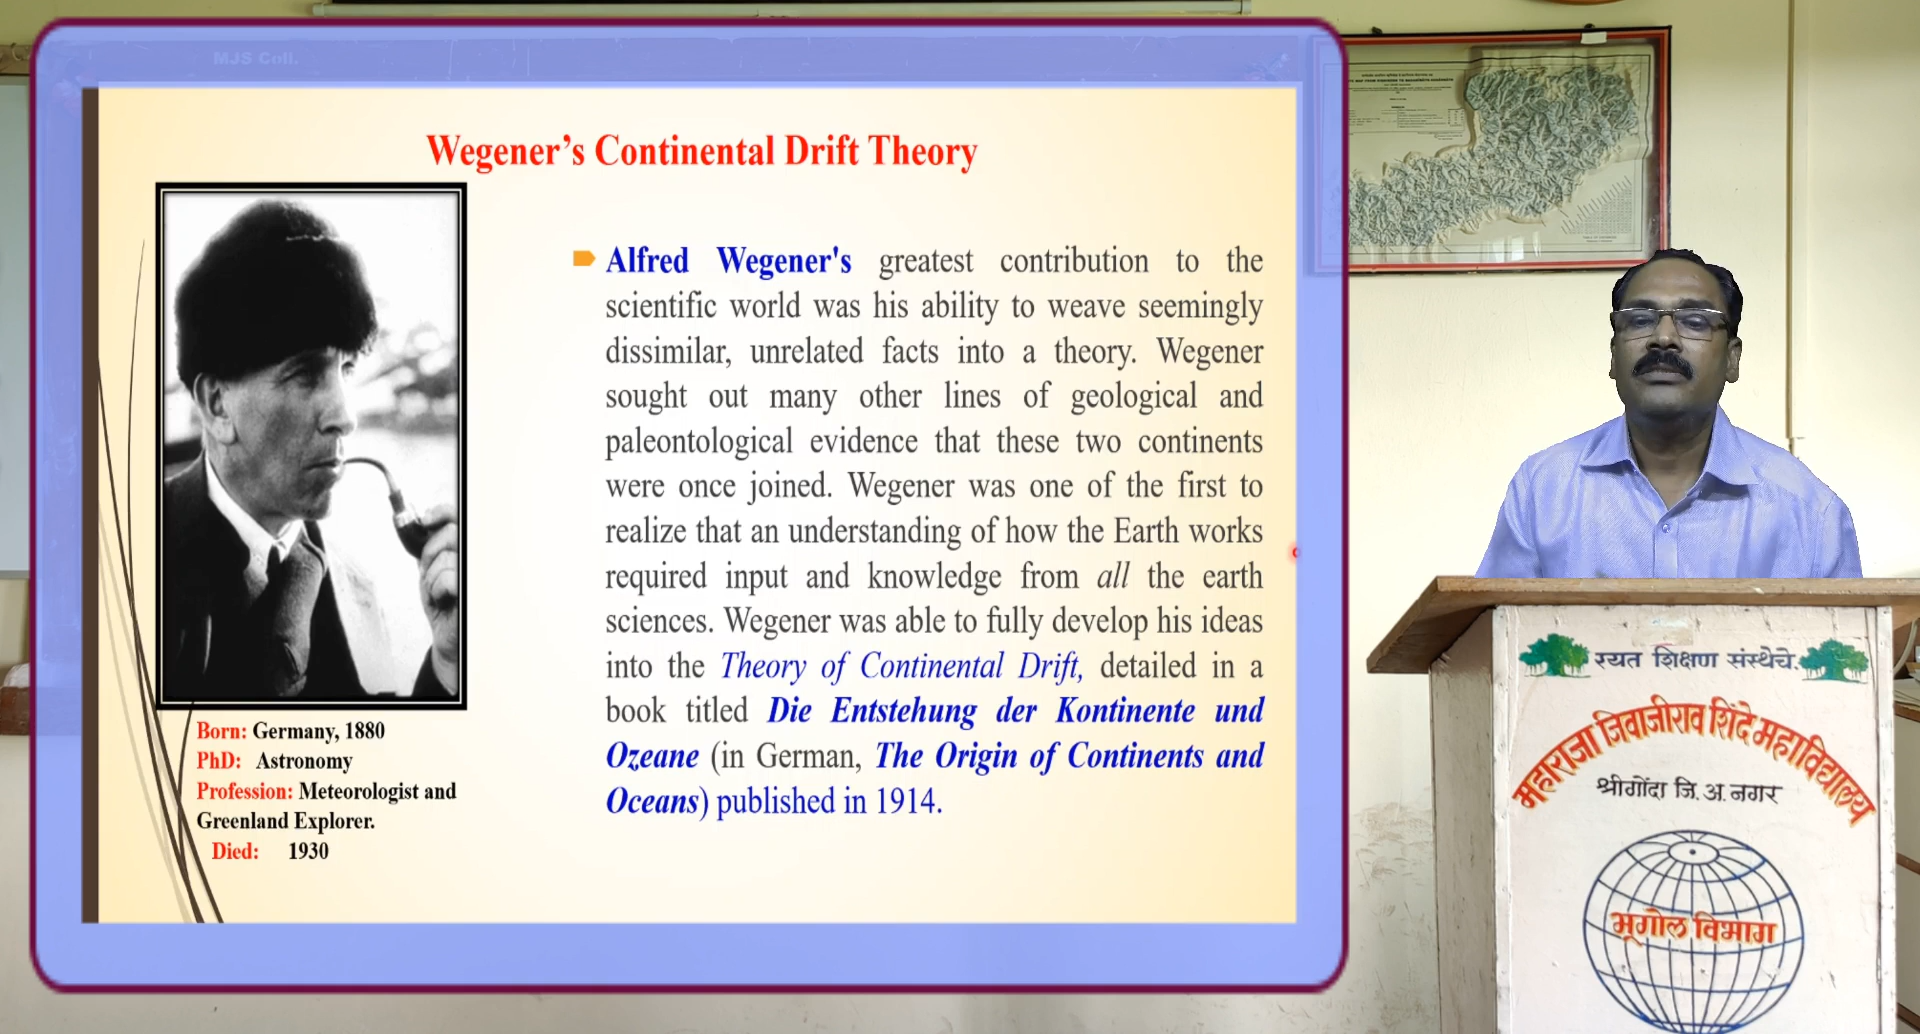 MJS Coll.
Wegener’s Continental Drift Theory
Alfred Wegener's greatest contribution to the
scientific world was his ability to weave seemingly
dissimilar, unrelated facts into a theory. Wegener
sought out many other lines of geological and
paleontological evidence that these two continents
were once joined. Wegener was one of the first to
realize that an understanding of how the Earth works
required input and knowledge from all the earth
sciences. Wegener was able to fully develop his ideas
into the Theory of Continental Drift, detailed in a
book titled Die Entstehung der Kontinente und
Ozeane (in German, The Origin of Continents and
Oceans) published in 1914.
Born: Germany, 1880
PhD: Astronomy
Profession: Meteorologist and
Greenland Explorer.
Died: 1930
रयत शिक्षण संस्थेचे.
महाराजा जिवाजीराव शिंदे महाविद्यालय
श्रीगोंदा जि. अ. नगर
भूगोल विभाग